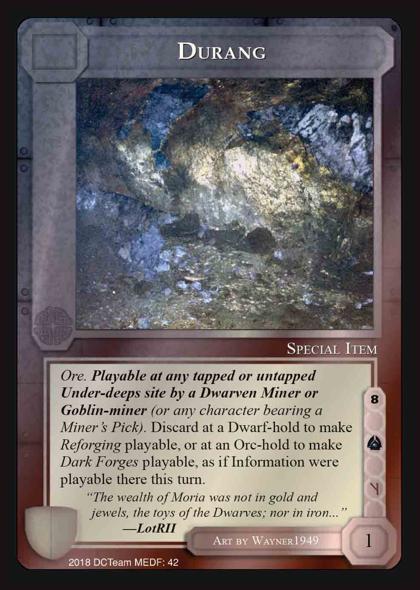 DURANG
SPECIAL ITEM
Ore. Playable at any tapped or untapped
Under-deeps site by a Dwarven Miner or
Goblin-miner (or any character bearing a
Miner's Pick). Discard at a Dwarf-hold to make
Reforging playable, or at an Orc-hold to make
Dark Forges playable, as if Information were
playable there this turn.
"The wealth of Moria was not in gold and
jewels, the toys of the Dwarves; nor in iron..."
—LotRII
8
ART BY WAYNER1949
1
2018 DCTeam MEDF: 42